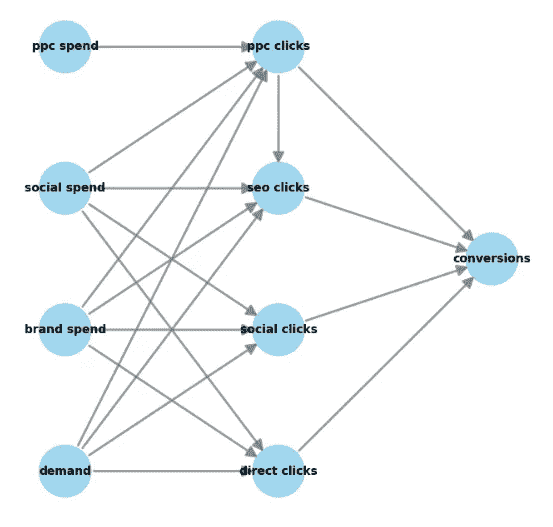 ppc spend
ppc clicks
social spend
seo clicks
conversions
brand spend
social clicks
demand
direct clicks